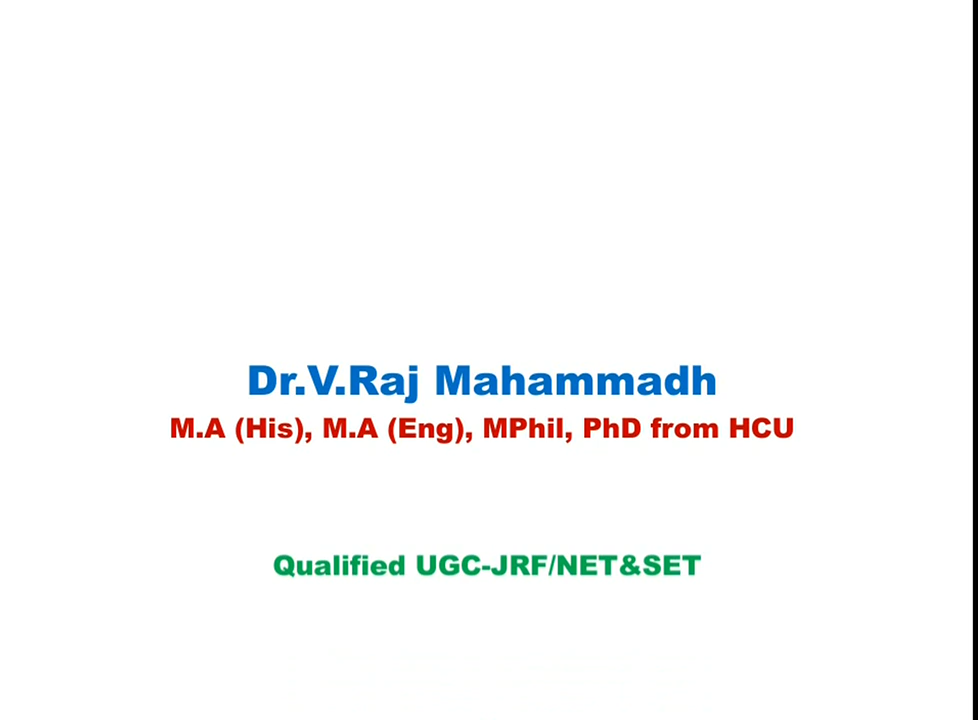 Dr.V.Raj Mahammadh
M.A (His), M.A (Eng), MPhil, PhD from HCU
Qualified UGC-JRF/NET&SET